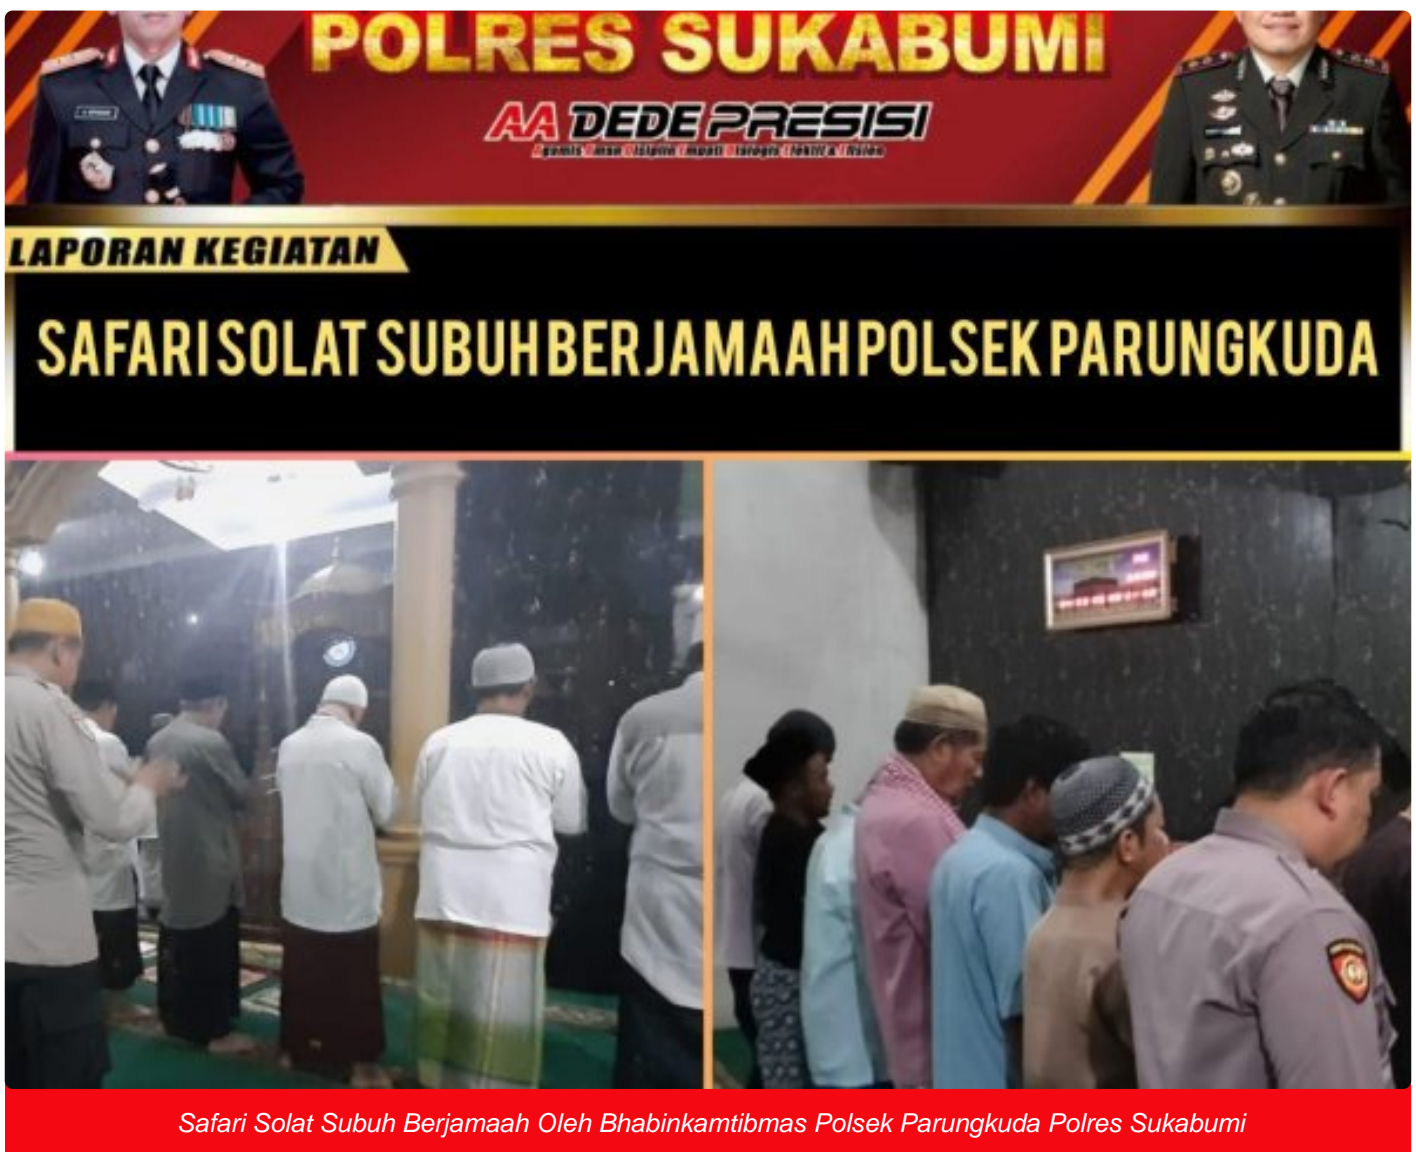 POLRES SUKABUMI
AA DEDE PRESISI
LAPORAN KEGIATAN
SAFARI SOLAT SUBUH BERJAMAAH POLSEK PARUNGKUDA
Safari Solat Subuh Berjamaah Oleh Bhabinkamtibmas Polsek Parungkuda Polres Sukabumi